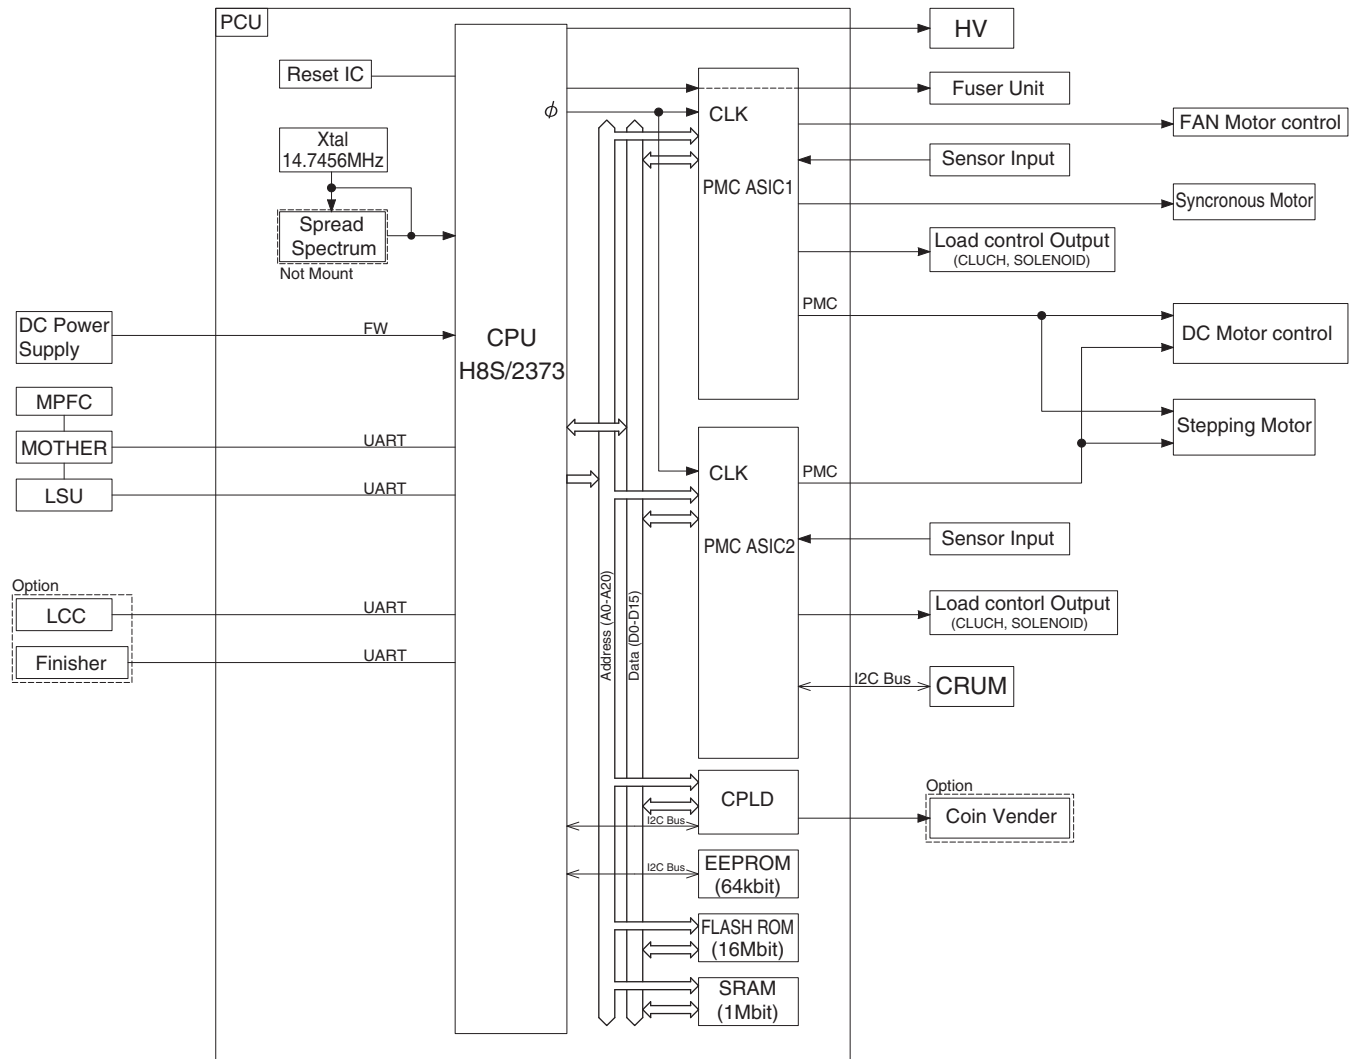 PCU
HV
Reset IC
Fuser Unit
ϕ
CLK
FAN Motor control
Xtal
14.7456MHz
Sensor Input
PMC ASIC1
Syncronous Motor
Spread
Spectrum
Not Mount
Load control Output
(CLUCH, SOLENOID)
PMC
DC Power
Supply
FW
CPU
H8S/2373
DC Motor control
MPFC
MOTHER
UART
Stepping Motor
LSU
UART
CLK
PMC
PMC ASIC2
Sensor Input
Address (A0-A20)
Data (D0-D15)
Option
LCC
UART
Load contorl Output
(CLUCH, SOLENOID)
Finisher
UART
I2C Bus
CRUM
CPLD
I2C Bus
Option
Coin Vender
EEPROM
(64kbit)
I2C Bus
FLASH ROM
(16Mbit)
SRAM
(1Mbit)